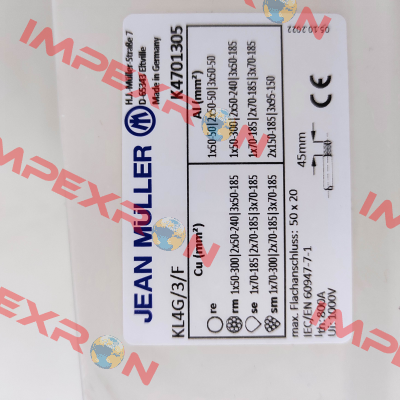 JEAN MÜLLER
H.J.-Müller-Straße 7
D-65343 Eltville
Made in Germany
KL4G/3/F K4701305
Cu (mm²) Al (mm²)
re 1x50-50|2x50-50|3x50-50
rm 1x50-300|2x50-240|3x50-185 1x50-300|2x50-240|3x50-185
se 1x70-185|2x70-185|3x70-185 1x70-185|2x70-185|3x70-185
sm 1x70-300|2x70-185|3x70-185 2x150-185|3x95-150
max. Flachanschluss: 50 x 20
IEC/EN 60947-7-1
Ith: 800A
Ui: 1000V
45mm
CE
05.10.2022
IMPEXRON
IMPEXRON
IMPEXRON